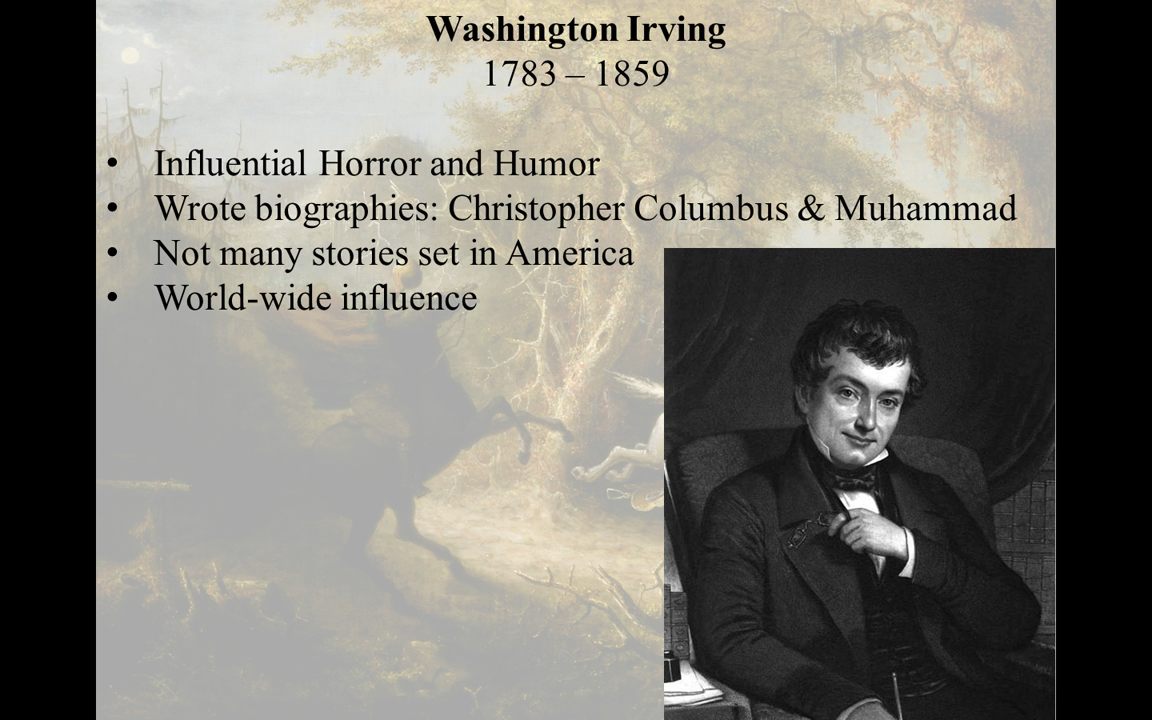 Washington Irving
1783 – 1859
• Influential Horror and Humor
• Wrote biographies: Christopher Columbus & Muhammad
• Not many stories set in America
• World-wide influence